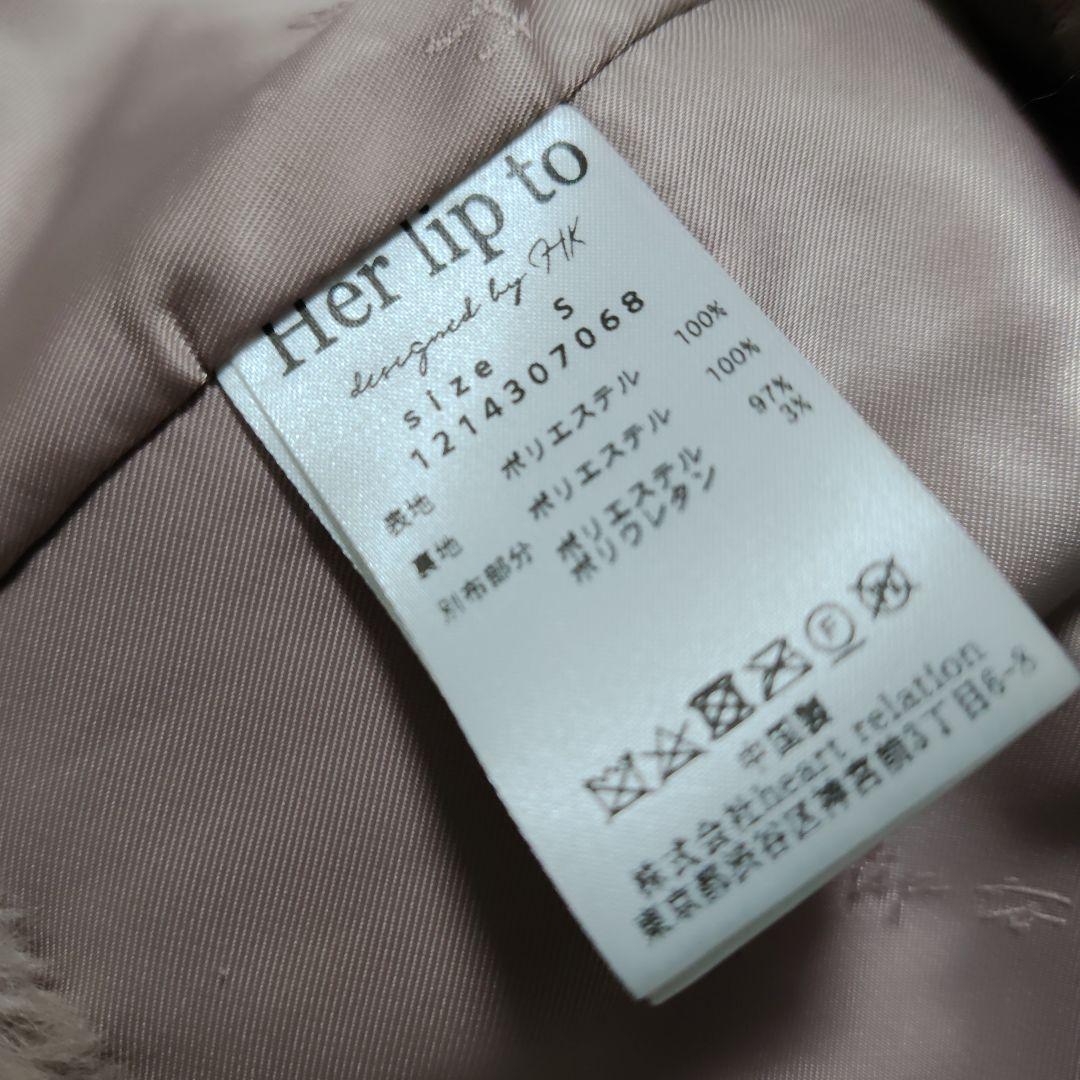 Her lip to
designed by HK
size S
1214307068
表地 ポリエステル 100%
裏地 ポリエステル 100%
別布部分 ポリエステル 97%
ポリウレタン 3%
F
中国製
株式会社heart relation
東京都渋谷区神宮前3丁目6-8